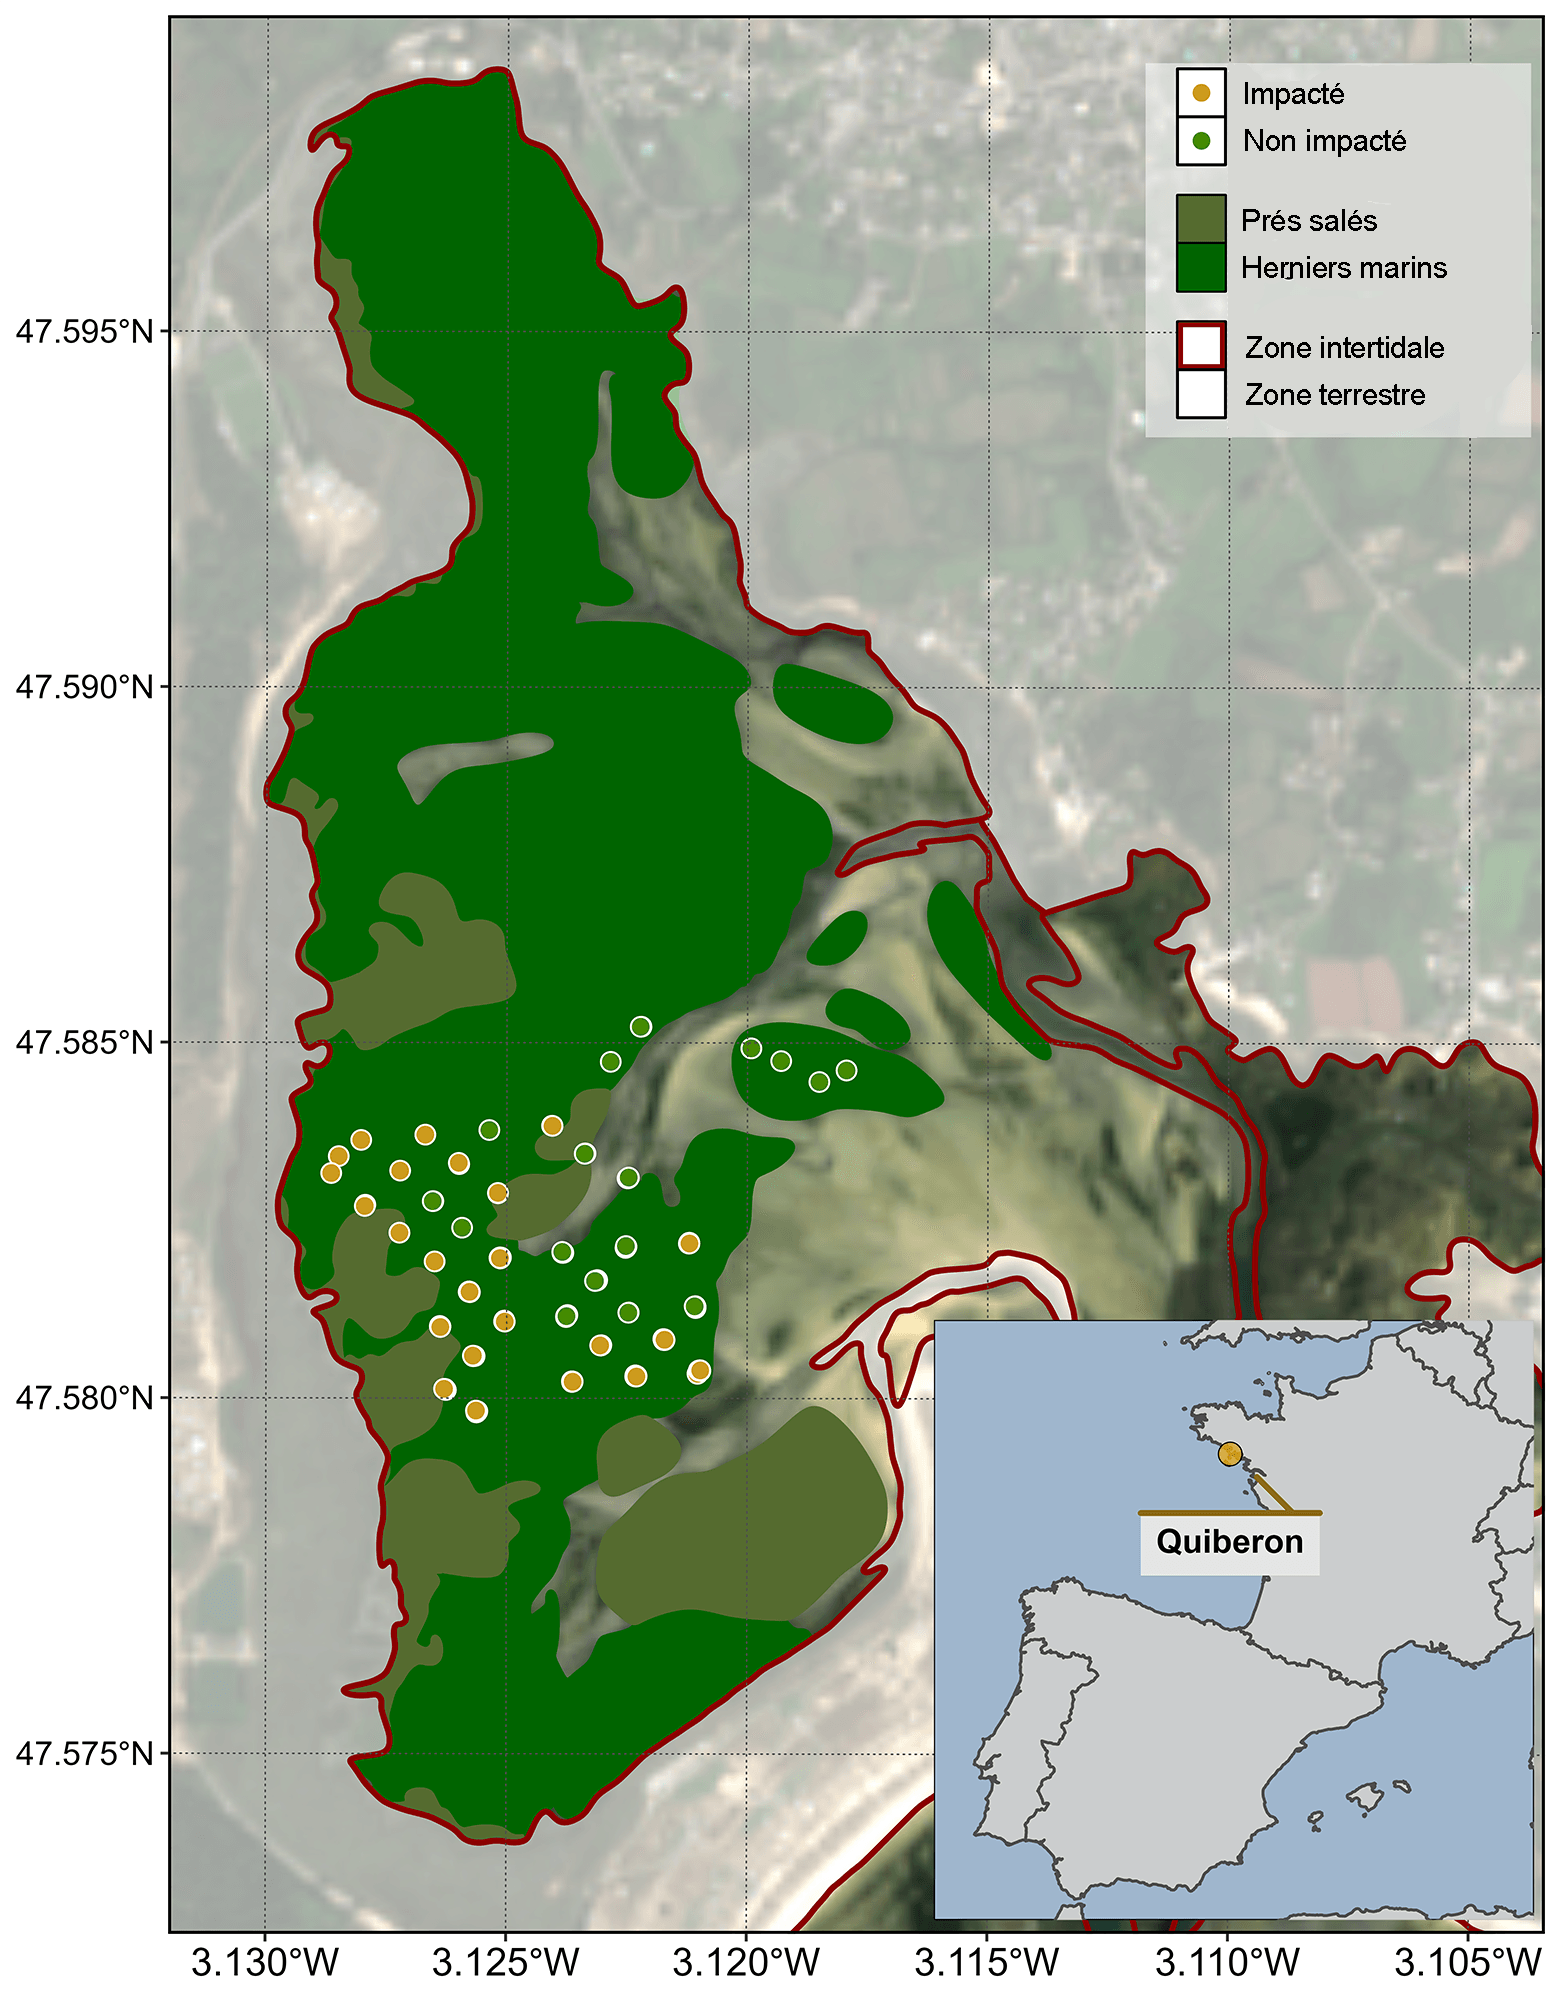 Impacté
Non impacté
Prés salés
Herniers marins
Zone intertidale
Zone terrestre
47.595°N
47.590°N
47.585°N
47.580°N
47.575°N
Quiberon
3.130°W
3.125°W
3.120°W
3.115°W
3.110°W
3.105°W